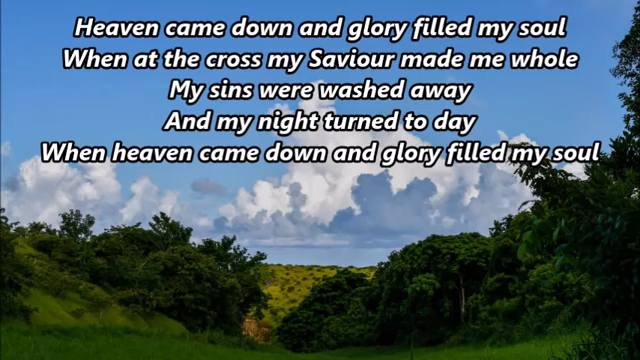 Heaven came down and glory filled my soul
When at the cross my Saviour made me whole
My sins were washed away
And my night turned to day
When heaven came down and glory filled my soul